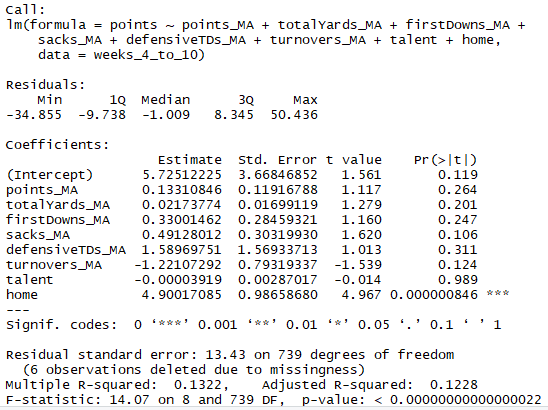 Call:
lm(formula = points ~ points_MA + totalYards_MA + firstDowns_MA +
    sacks_MA + defensiveTDs_MA + turnovers_MA + talent + home,
    data = weeks_4_to_10)

Residuals:
    Min      1Q  Median      3Q     Max
-34.855  -9.738  -1.009   8.345  50.436

Coefficients:
                   Estimate  Std. Error t value    Pr(>|t|)
(Intercept)      5.72512225  3.66846852   1.561       0.119
points_MA        0.13310846  0.11916788   1.117       0.264
totalYards_MA    0.02173774  0.01699119   1.279       0.201
firstDowns_MA    0.33001462  0.28459321   1.160       0.247
sacks_MA         0.49128012  0.30319930   1.620       0.106
defensiveTDs_MA  1.58969751  1.56933713   1.013       0.311
turnovers_MA    -1.22107292  0.79319337  -1.539       0.124
talent          -0.00003919  0.00287017  -0.014       0.989
home             4.90017085  0.98658680   4.967 0.000000846 ***
---
Signif. codes:  0 ‘***’ 0.001 ‘**’ 0.01 ‘*’ 0.05 ‘.’ 0.1 ‘ ’ 1

Residual standard error: 13.43 on 739 degrees of freedom
  (6 observations deleted due to missingness)
Multiple R-squared:  0.1322,    Adjusted R-squared:  0.1228
F-statistic: 14.07 on 8 and 739 DF,  p-value: < 0.00000000000000022